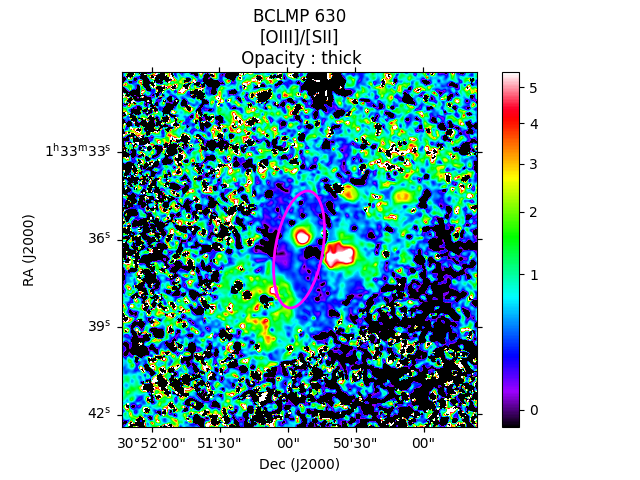 BCLMP 630
[OIII]/[SII]
Opacity : thick
1ʰ33ᵐ33ˢ
36ˢ
39ˢ
42ˢ
RA (J2000)
30°52'00" 51'30" 00" 50'30" 00"
Dec (J2000)
5
4
3
2
1
0